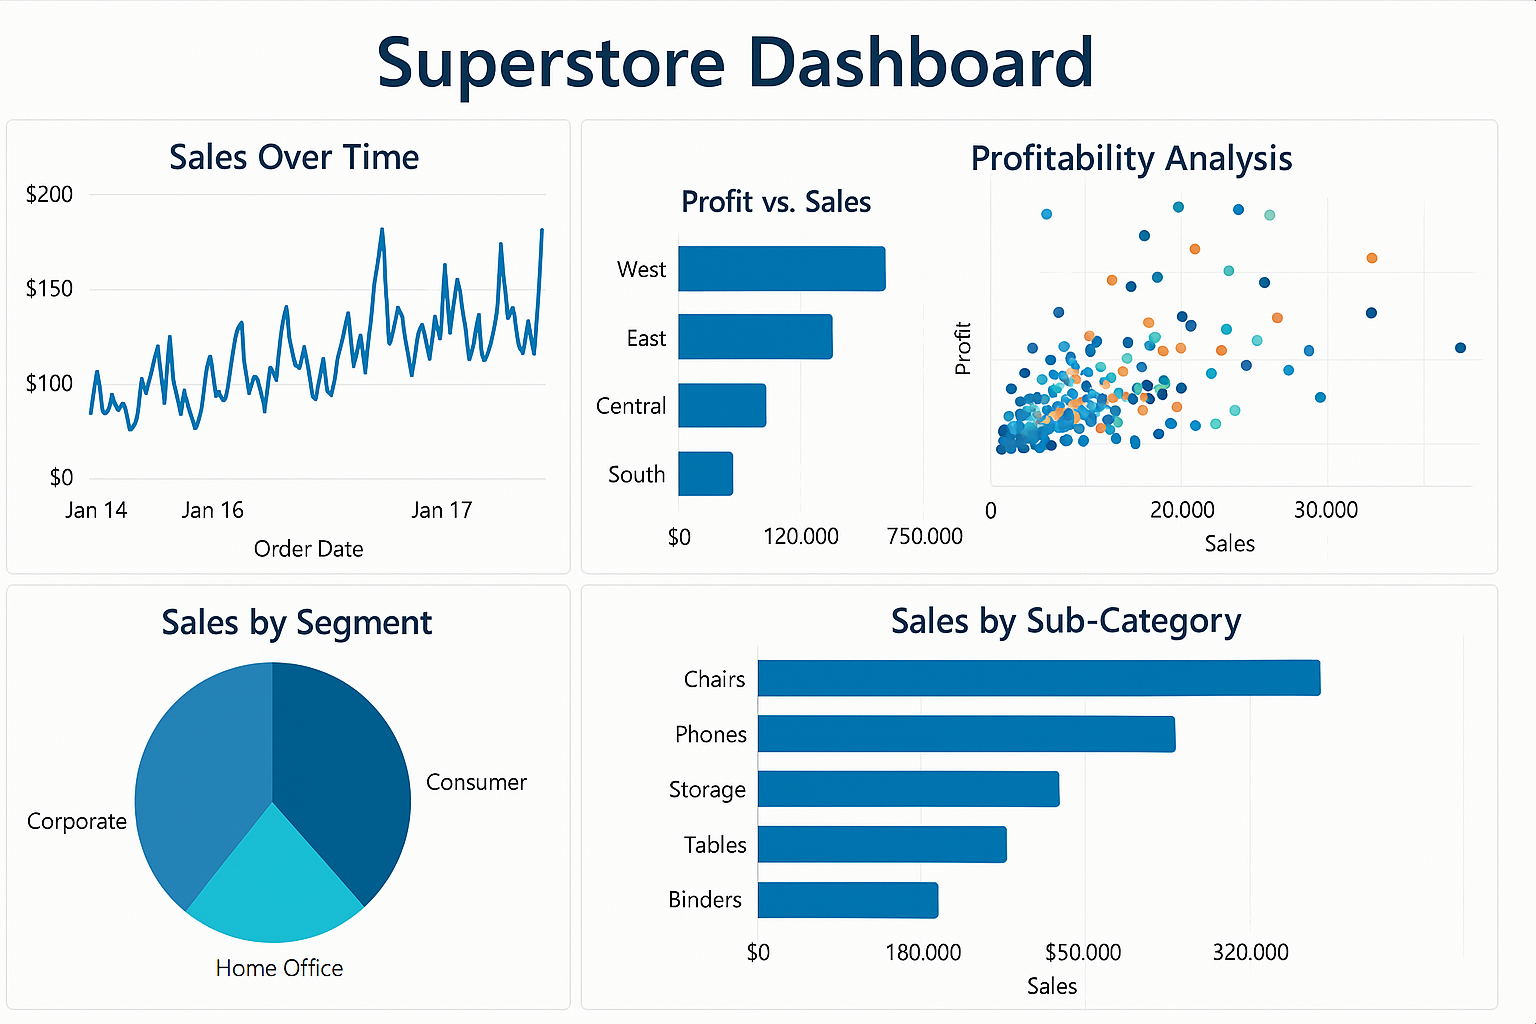 Superstore Dashboard
Sales Over Time
$200
$150
$100
$0
Jan 14 Jan 16 Jan 17
Order Date
Profit vs. Sales
West
East
Central
South
$0 120.000 750.000
Profitability Analysis
Profit
0 20.000 30.000
Sales
Sales by Segment
Consumer
Corporate
Home Office
Sales by Sub-Category
Chairs
Phones
Storage
Tables
Binders
$0 180.000 $50.000 320.000
Sales